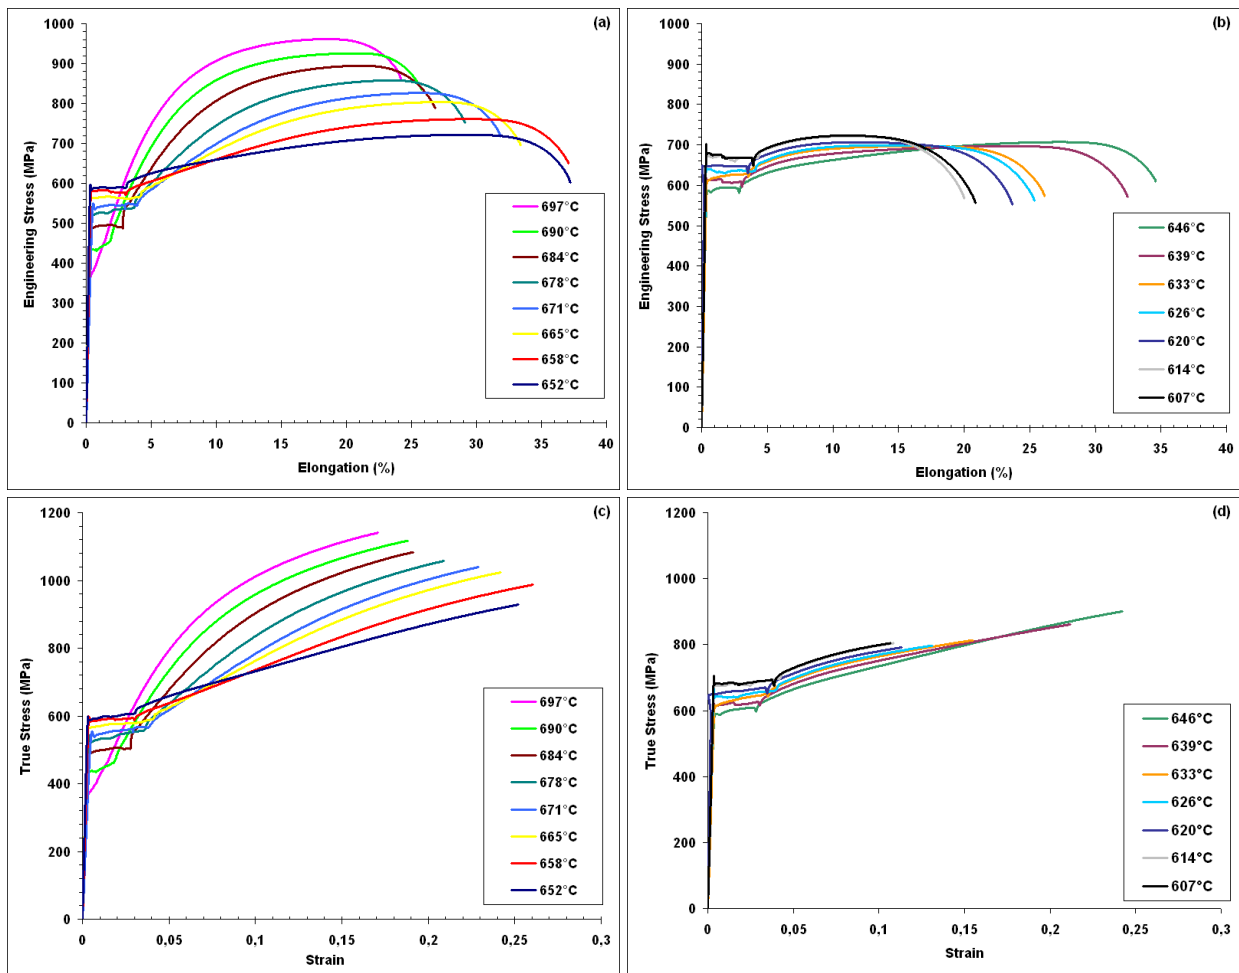 (a)
Engineering Stress (MPa)
1000
900
800
700
600
500
400
300
200
100
0
0 5 10 15 20 25 30 35 40
Elongation (%)
697°C
690°C
684°C
678°C
671°C
665°C
658°C
652°C
(b)
Engineering Stress (MPa)
1000
900
800
700
600
500
400
300
200
100
0
0 5 10 15 20 25 30 35 40
Elongation (%)
646°C
639°C
633°C
626°C
620°C
614°C
607°C
(c)
True Stress (MPa)
1200
1000
800
600
400
200
0
0 0,05 0,1 0,15 0,2 0,25 0,3
Strain
697°C
690°C
684°C
678°C
671°C
665°C
658°C
652°C
(d)
True Stress (MPa)
1200
1000
800
600
400
200
0
0 0,05 0,1 0,15 0,2 0,25 0,3
Strain
646°C
639°C
633°C
626°C
620°C
614°C
607°C